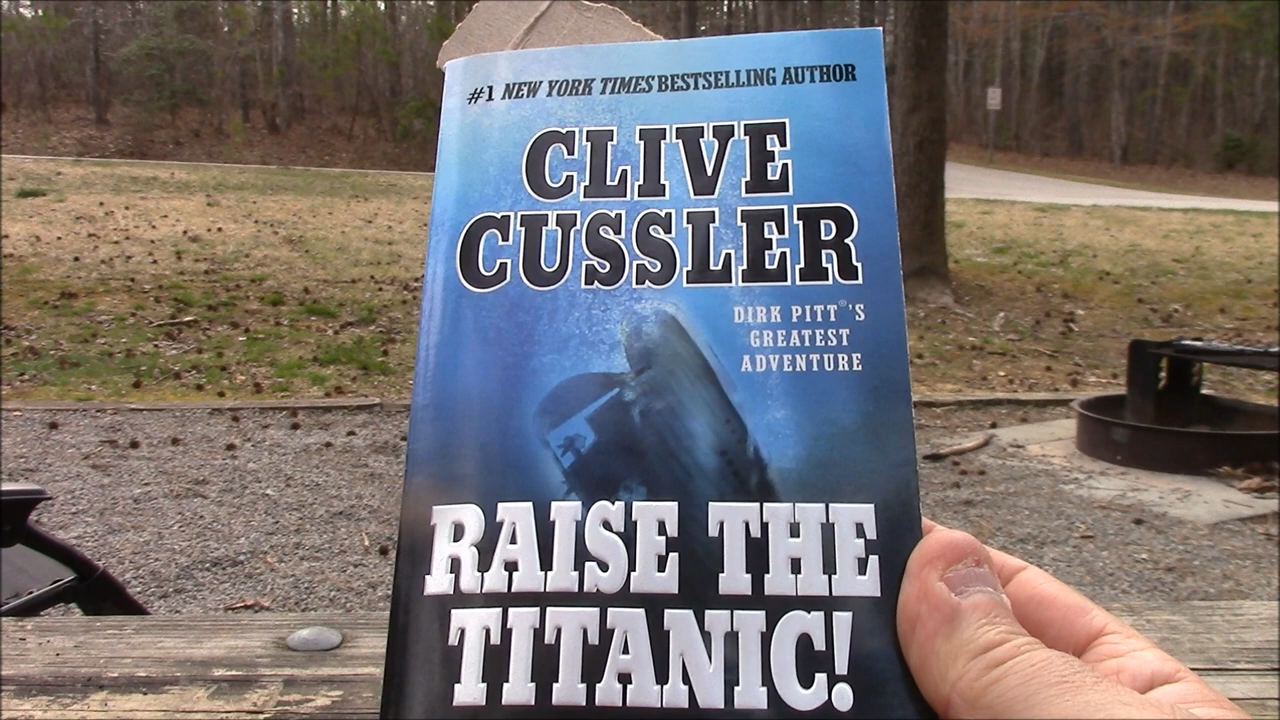 #1 NEW YORK TIMES BESTSELLING AUTHOR
CLIVE
CUSSLER
DIRK PITT®'S
GREATEST
ADVENTURE
RAISE THE
TITANIC!